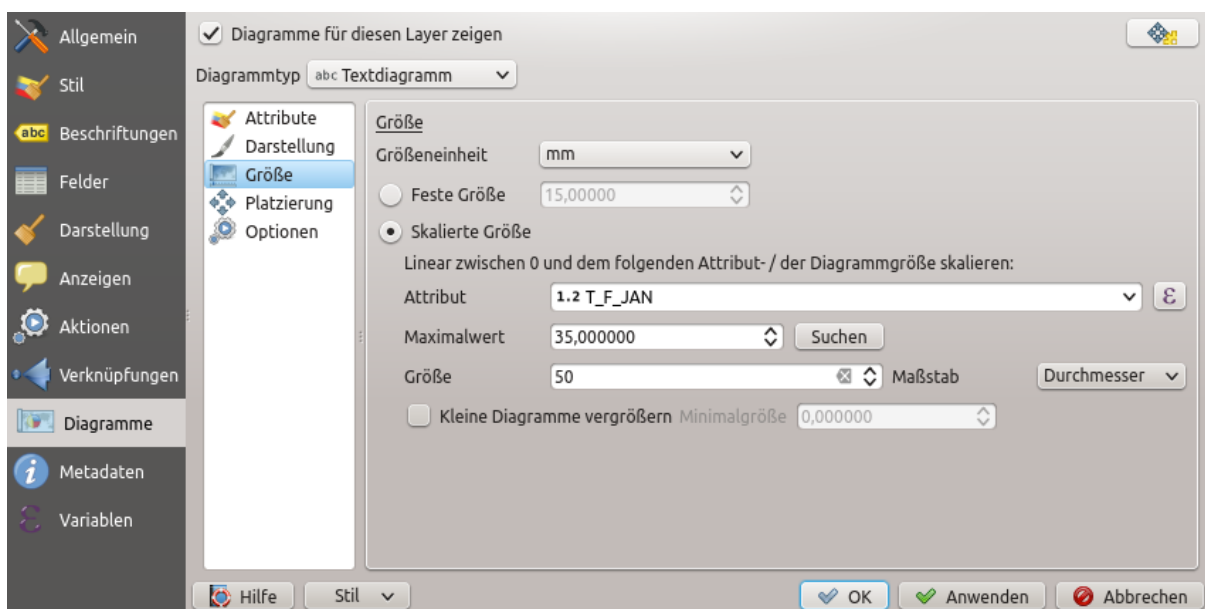 Allgemein
Stil
abc Beschriftungen
Felder
Darstellung
Anzeigen
Aktionen
Verknüpfungen
Diagramme
Metadaten
Variablen
Diagramme für diesen Layer zeigen
Diagrammtyp abc Textdiagramm
Attribute
Darstellung
Größe
Platzierung
Optionen
Größe
Größeneinheit mm
Feste Größe 15,00000
Skalierte Größe
Linear zwischen 0 und dem folgenden Attribut- / der Diagrammgröße skalieren:
Attribut 1.2 T_F_JAN ε
Maximalwert 35,000000 Suchen
Größe 50 Maßstab Durchmesser
Kleine Diagramme vergrößern Minimalgröße 0,000000
Hilfe Stil OK Anwenden Abbrechen